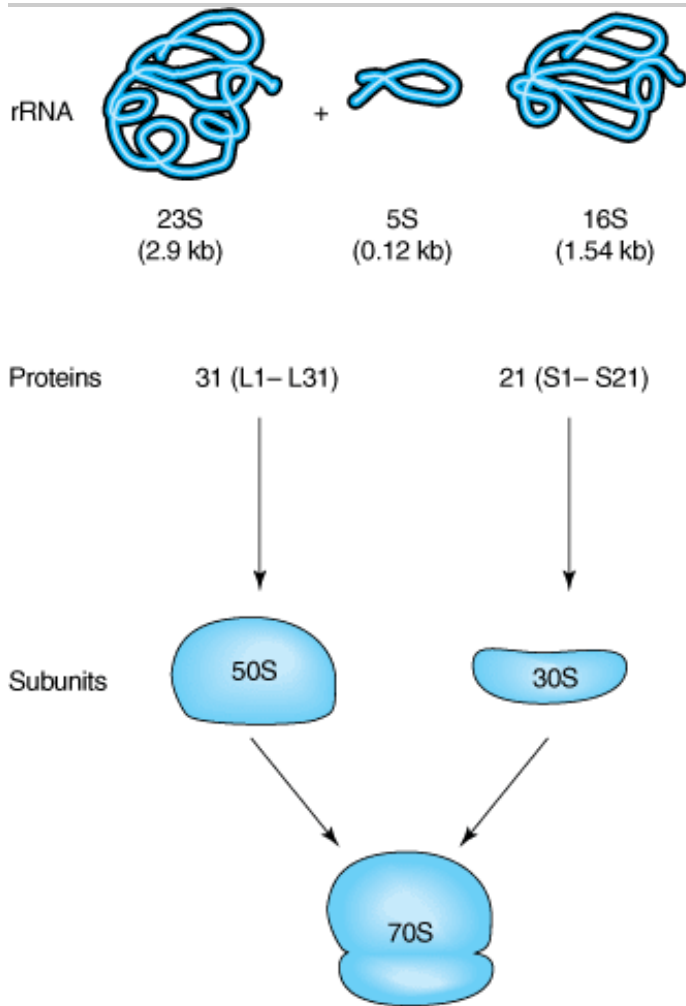 rRNA
+
23S
(2.9 kb)
5S
(0.12 kb)
16S
(1.54 kb)
Proteins
31 (L1– L31)
21 (S1– S21)
Subunits
50S
30S
70S